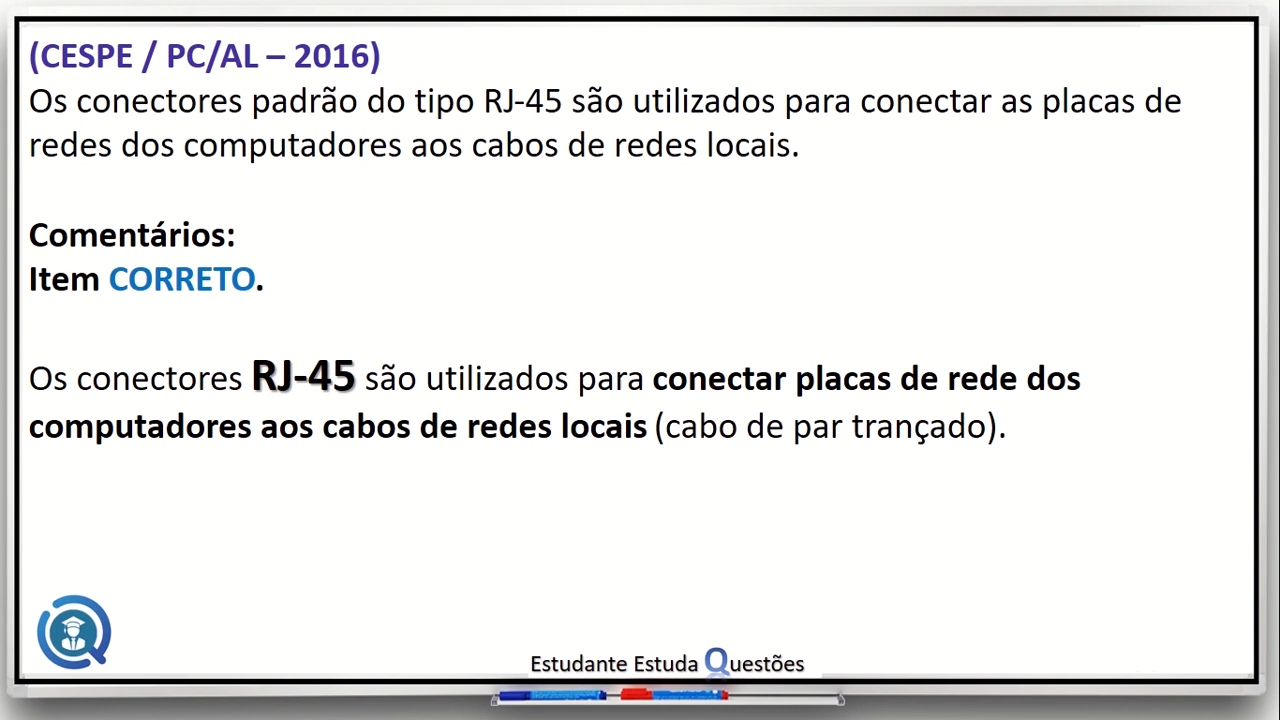 (CESPE / PC/AL – 2016)
Os conectores padrão do tipo RJ-45 são utilizados para conectar as placas de
redes dos computadores aos cabos de redes locais.
Comentários:
Item CORRETO.
Os conectores RJ-45 são utilizados para conectar placas de rede dos
computadores aos cabos de redes locais (cabo de par trançado).
Estudante Estuda Questões